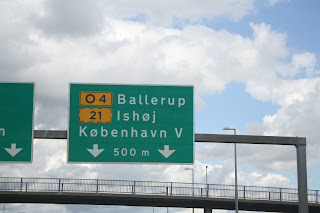 O4 Ballerup
21 Ishøj
København V
500 m